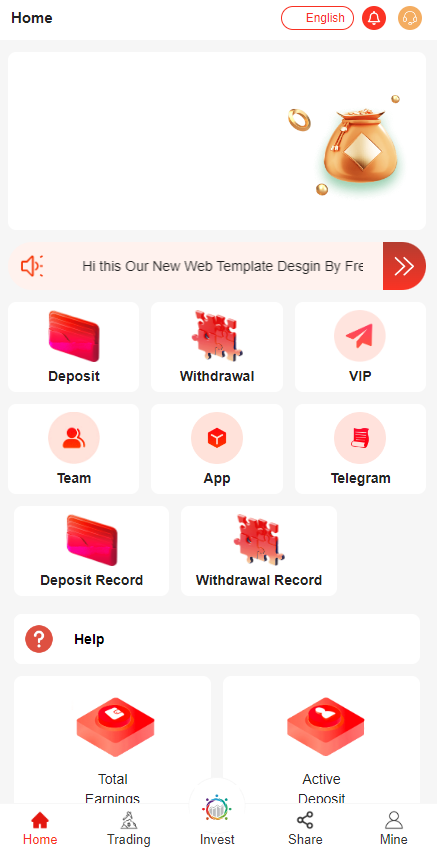 Home
English
Hi this Our New Web Template Desgin By Fre
Deposit
Withdrawal
VIP
Team
App
Telegram
Deposit Record
Withdrawal Record
Help
Total
Earnings
Active
Deposit
Home
Trading
Invest
Share
Mine